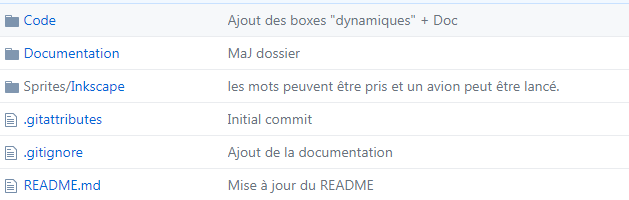 Code Ajout des boxes "dynamiques" + Doc
Documentation MaJ dossier
Sprites/Inkscape les mots peuvent être pris et un avion peut être lancé.
.gitattributes Initial commit
.gitignore Ajout de la documentation
README.md Mise à jour du README